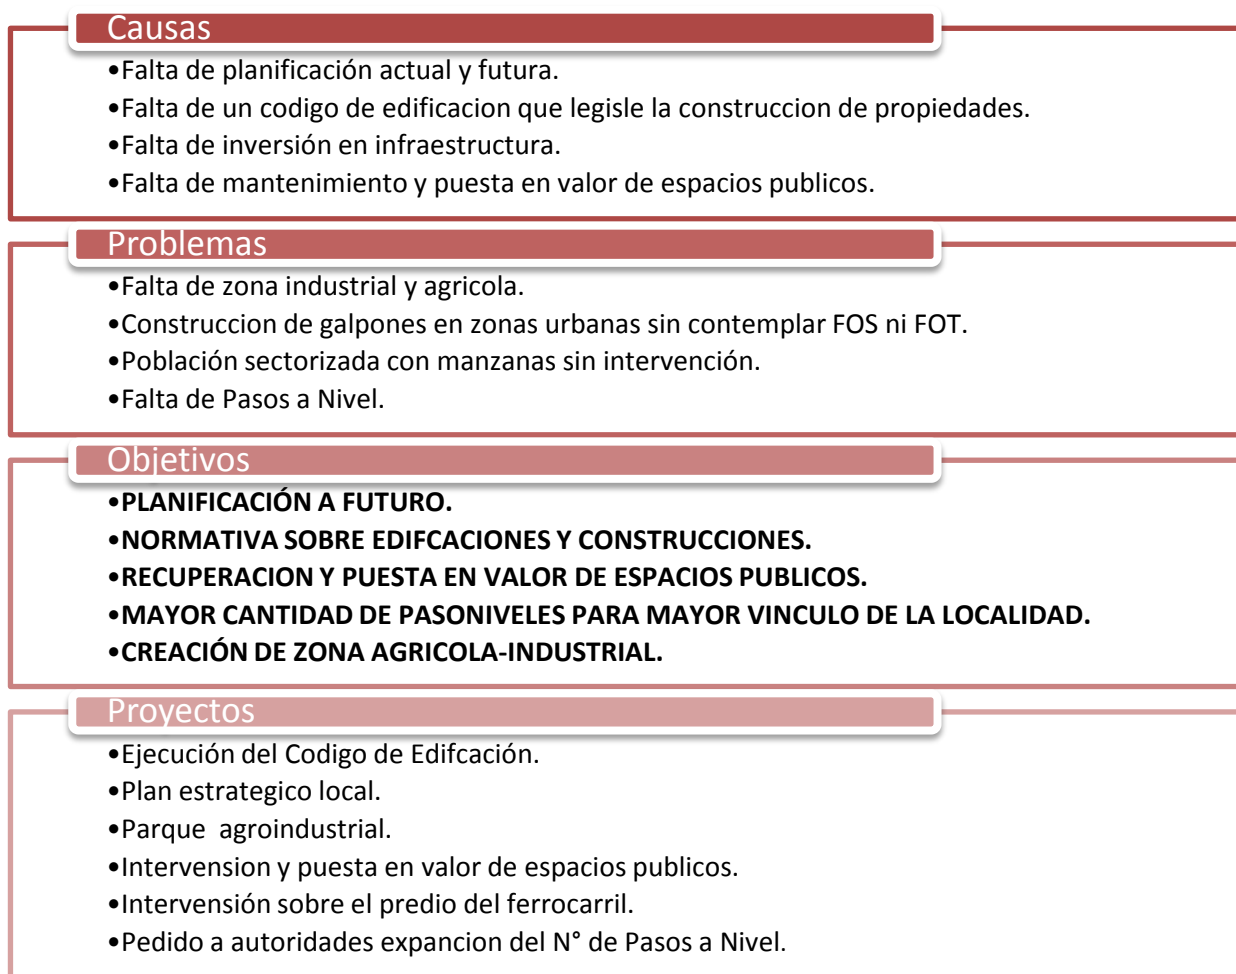 Causas
•Falta de planificación actual y futura.
•Falta de un codigo de edificacion que legisle la construccion de propiedades.
•Falta de inversión en infraestructura.
•Falta de mantenimiento y puesta en valor de espacios publicos.
Problemas
•Falta de zona industrial y agricola.
•Construccion de galpones en zonas urbanas sin contemplar FOS ni FOT.
•Población sectorizada con manzanas sin intervención.
•Falta de Pasos a Nivel.
Objetivos
•PLANIFICACIÓN A FUTURO.
•NORMATIVA SOBRE EDIFCACIONES Y CONSTRUCCIONES.
•RECUPERACION Y PUESTA EN VALOR DE ESPACIOS PUBLICOS.
•MAYOR CANTIDAD DE PASONIVELES PARA MAYOR VINCULO DE LA LOCALIDAD.
•CREACIÓN DE ZONA AGRICOLA-INDUSTRIAL.
Proyectos
•Ejecución del Codigo de Edifcación.
•Plan estrategico local.
•Parque  agroindustrial.
•Intervension y puesta en valor de espacios publicos.
•Intervensión sobre el predio del ferrocarril.
•Pedido a autoridades expancion del N° de Pasos a Nivel.